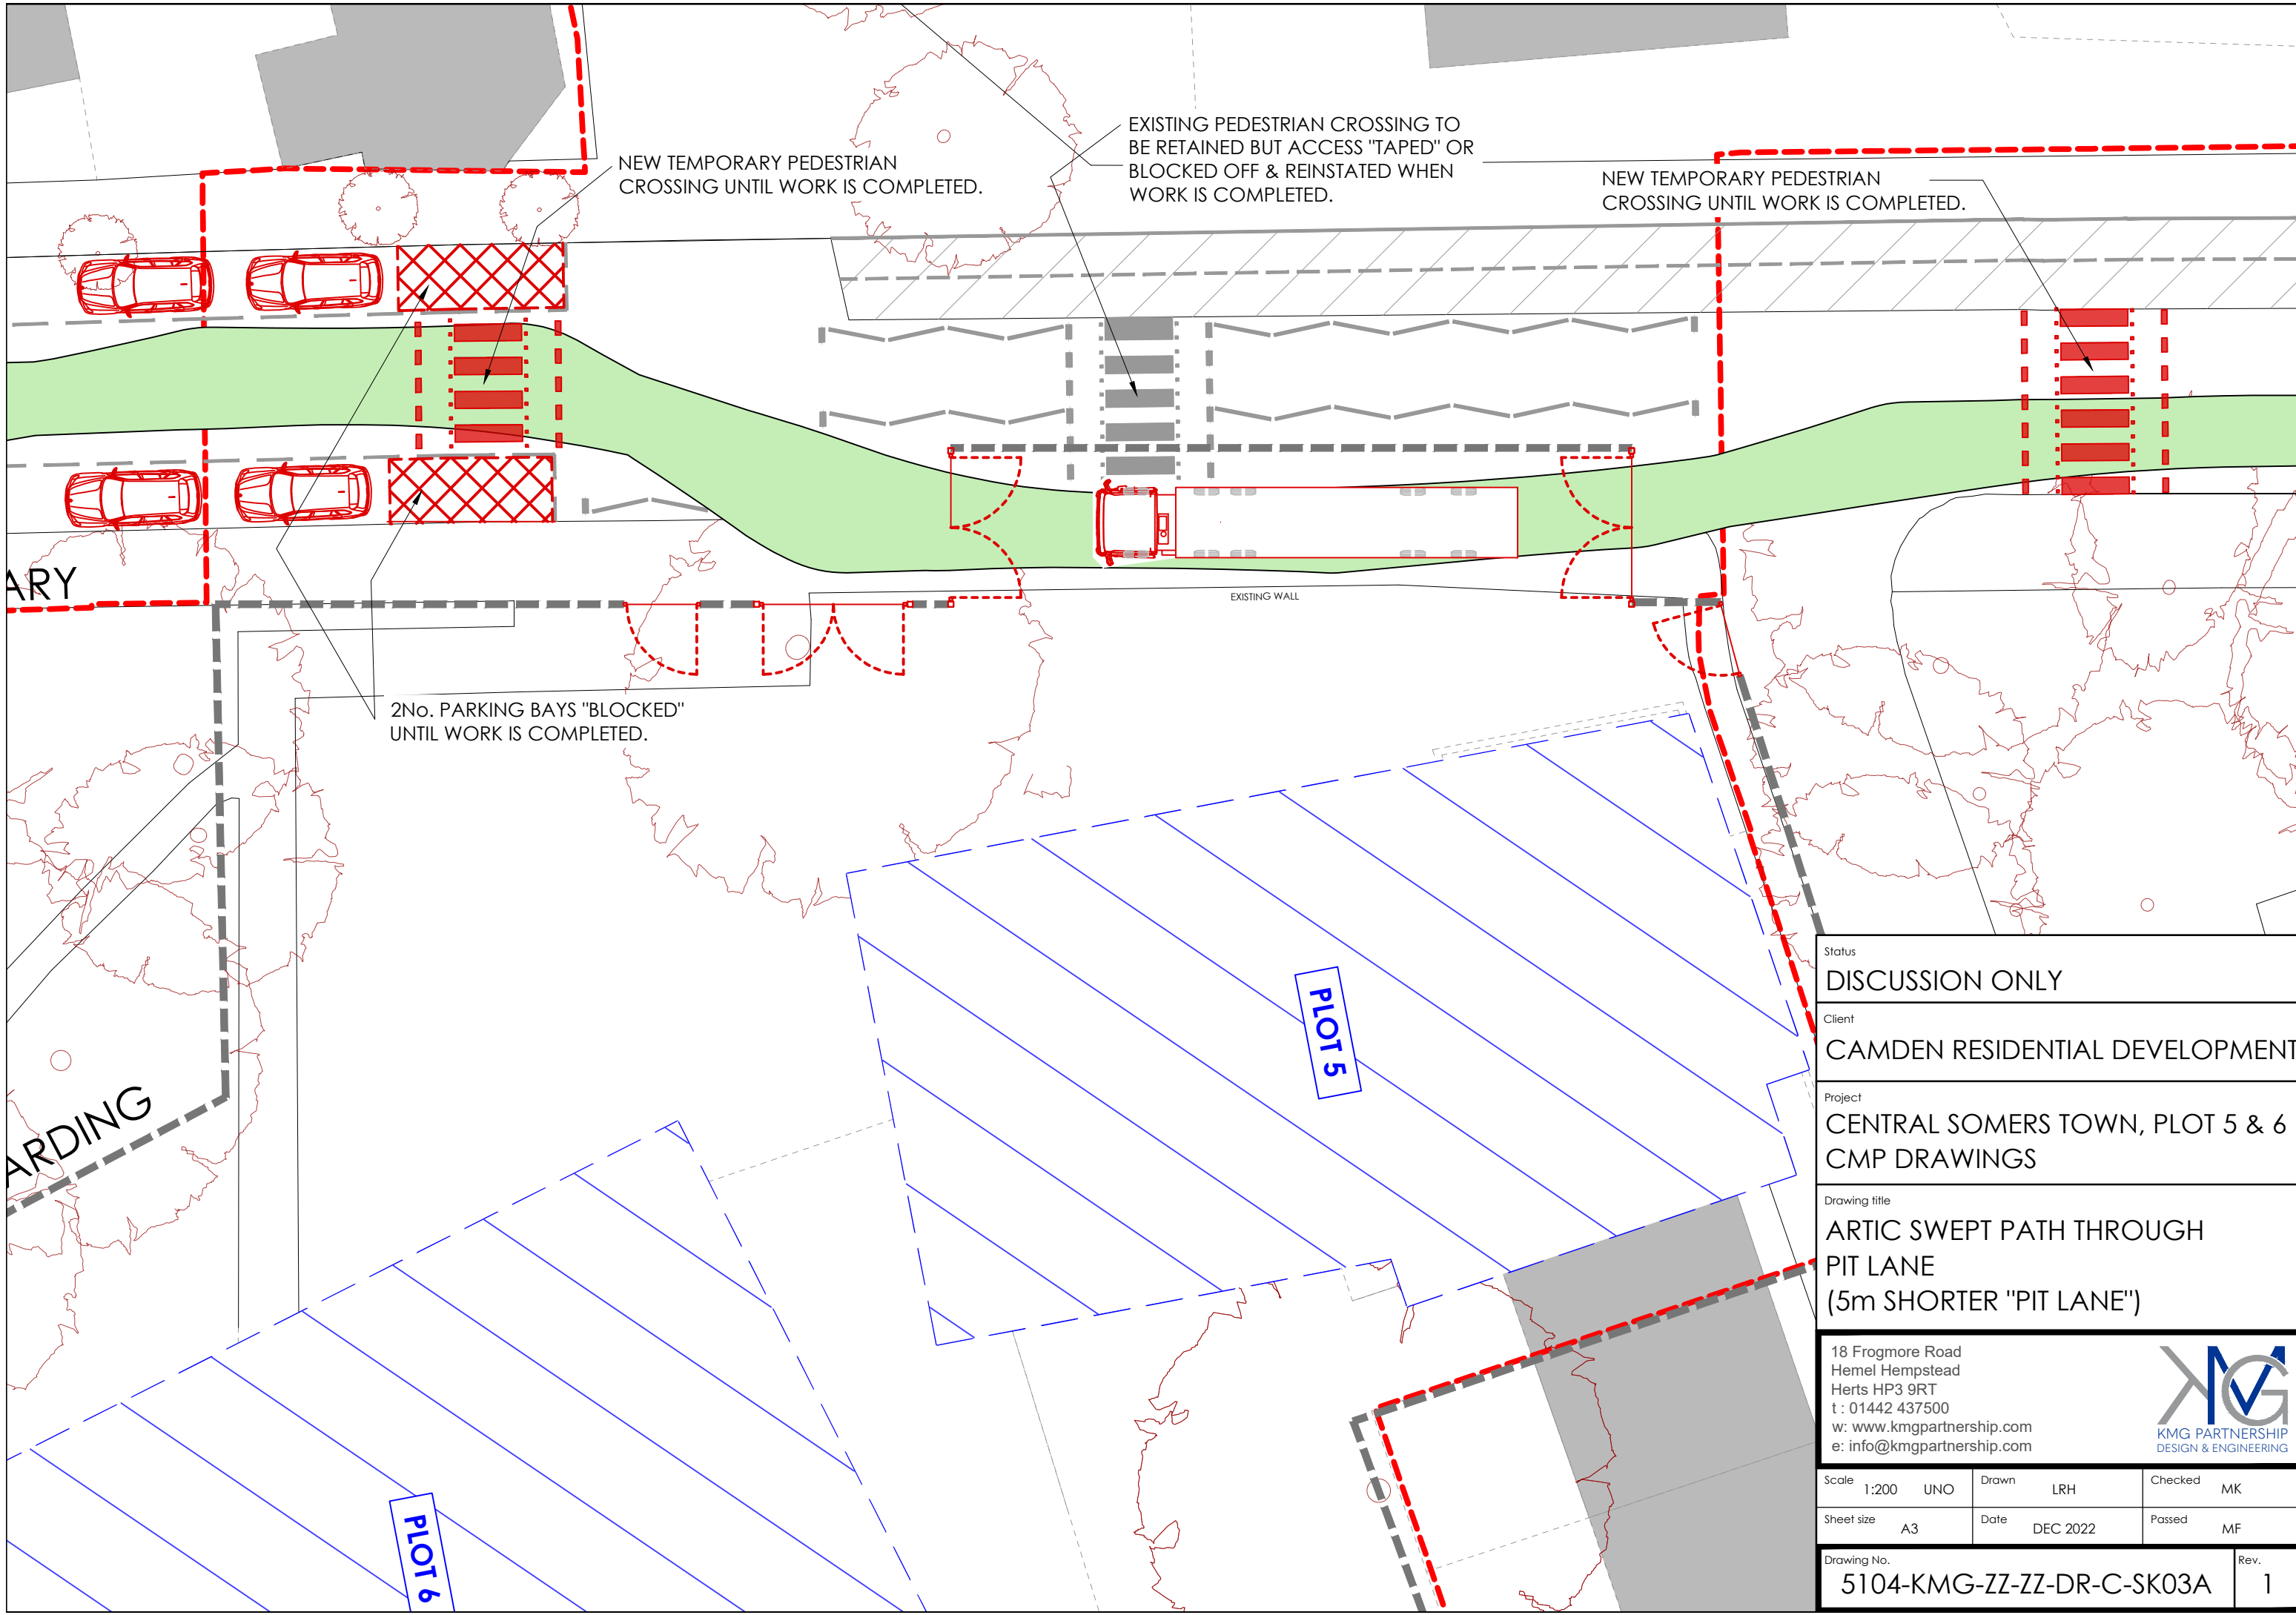 NEW TEMPORARY PEDESTRIAN
CROSSING UNTIL WORK IS COMPLETED.
EXISTING PEDESTRIAN CROSSING TO
BE RETAINED BUT ACCESS "TAPED" OR
BLOCKED OFF & REINSTATED WHEN
WORK IS COMPLETED.
NEW TEMPORARY PEDESTRIAN
CROSSING UNTIL WORK IS COMPLETED.
ARY
EXISTING WALL
2No. PARKING BAYS "BLOCKED"
UNTIL WORK IS COMPLETED.
ARDING
PLOT 5
PLOT 6
Status
DISCUSSION ONLY
Client
CAMDEN RESIDENTIAL DEVELOPMENT
Project
CENTRAL SOMERS TOWN, PLOT 5 & 6
CMP DRAWINGS
Drawing title
ARTIC SWEPT PATH THROUGH
PIT LANE
(5m SHORTER "PIT LANE")
18 Frogmore Road
Hemel Hempstead
Herts HP3 9RT
t : 01442 437500
w: www.kmgpartnership.com
e: info@kmgpartnership.com
KMG
KMG PARTNERSHIP
DESIGN & ENGINEERING
Scale 1:200 UNO
Drawn LRH
Checked MK
Sheet size A3
Date DEC 2022
Passed MF
Drawing No.
5104-KMG-ZZ-ZZ-DR-C-SK03A
Rev.
1